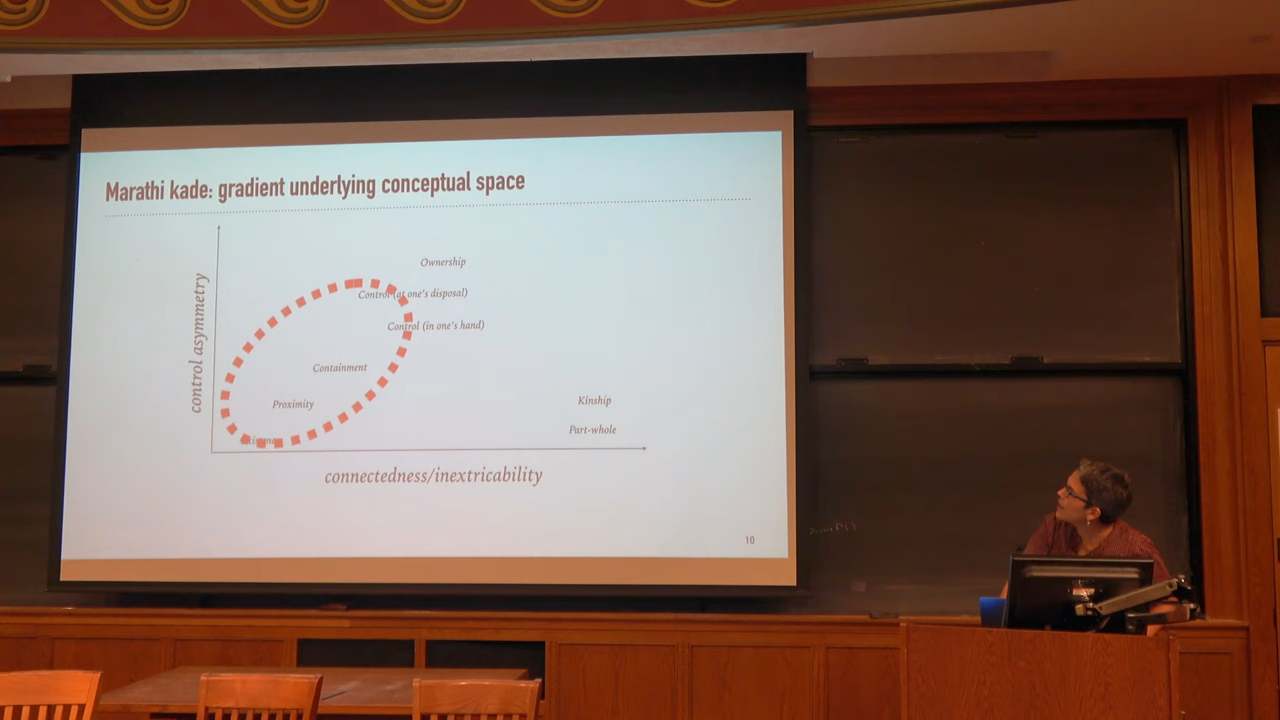 Marathi kade: gradient underlying conceptual space
control asymmetry
Ownership
Control (at one's disposal)
Control (in one's hand)
Containment
Proximity
Kinship
Part-whole
connectedness/inextricability
10